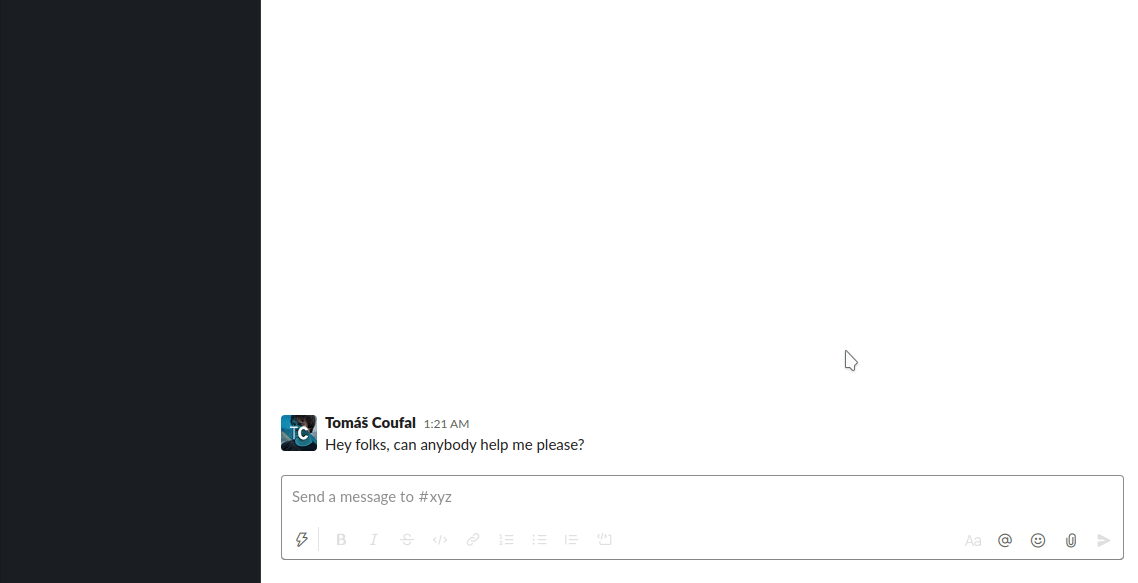 TC
Tomáš Coufal 1:21 AM
Hey folks, can anybody help me please?
Send a message to #xyz
B I S </> Aa @